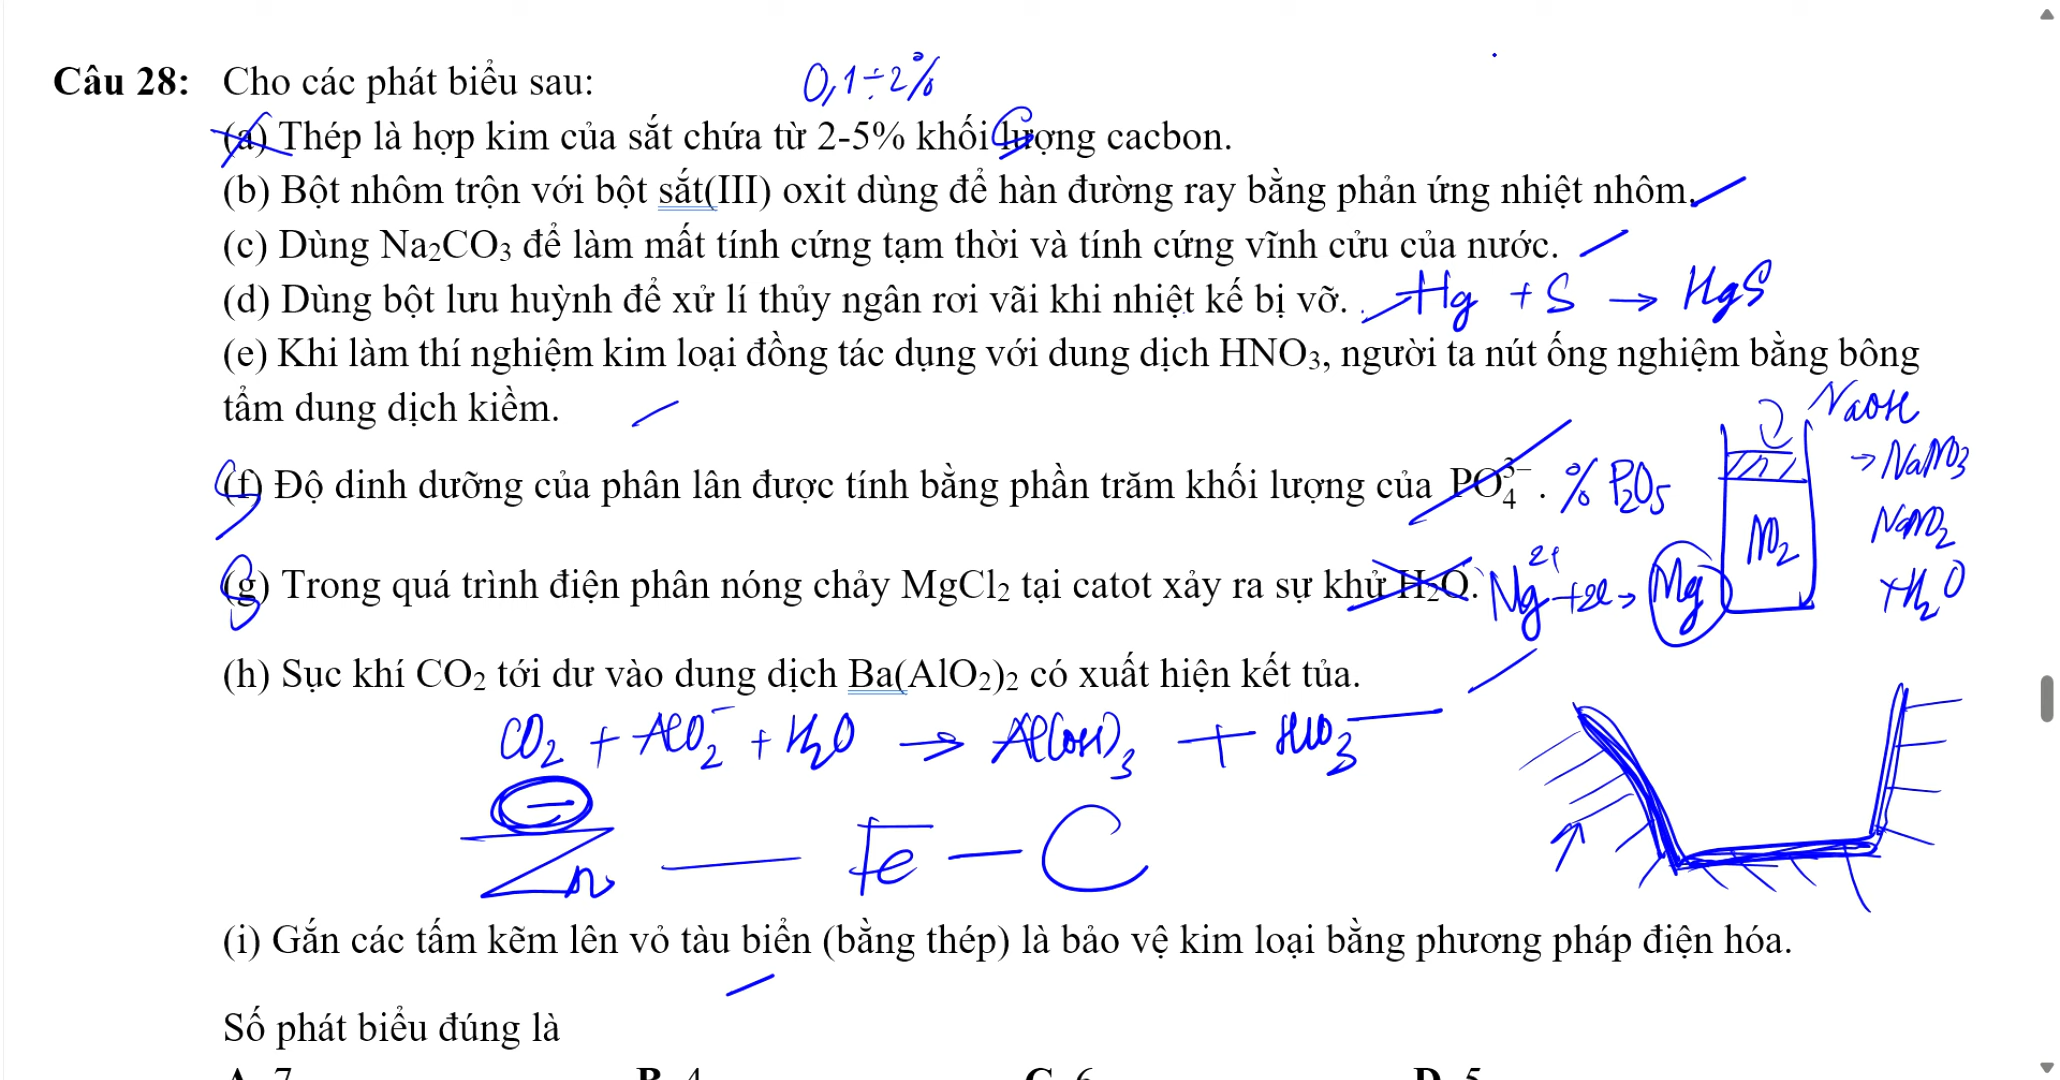 Câu 28: Cho các phát biểu sau: 0,1÷2%
(a) Thép là hợp kim của sắt chứa từ 2-5% khối lượng cacbon.
(b) Bột nhôm trộn với bột sắt(III) oxit dùng để hàn đường ray bằng phản ứng nhiệt nhôm.
(c) Dùng Na₂CO₃ để làm mất tính cứng tạm thời và tính cứng vĩnh cửu của nước.
(d) Dùng bột lưu huỳnh để xử lí thủy ngân rơi vãi khi nhiệt kế bị vỡ. Hg + S → HgS
(e) Khi làm thí nghiệm kim loại đồng tác dụng với dung dịch HNO₃, người ta nút ống nghiệm bằng bông
tẩm dung dịch kiềm.
NaOH
→ NaNO₃
(f) Độ dinh dưỡng của phân lân được tính bằng phần trăm khối lượng của PO₄³⁻. % P₂O₅
NaNO₂
NO₂
(g) Trong quá trình điện phân nóng chảy MgCl₂ tại catot xảy ra sự khử H₂O. Mg²⁺ +2e → Mg
+H₂O
(h) Sục khí CO₂ tới dư vào dung dịch Ba(AlO₂)₂ có xuất hiện kết tủa.
CO₂ + AlO₂⁻ + H₂O → Al(OH)₃ + HCO₃⁻
Zn — Fe – C
(i) Gắn các tấm kẽm lên vỏ tàu biển (bằng thép) là bảo vệ kim loại bằng phương pháp điện hóa.
Số phát biểu đúng là